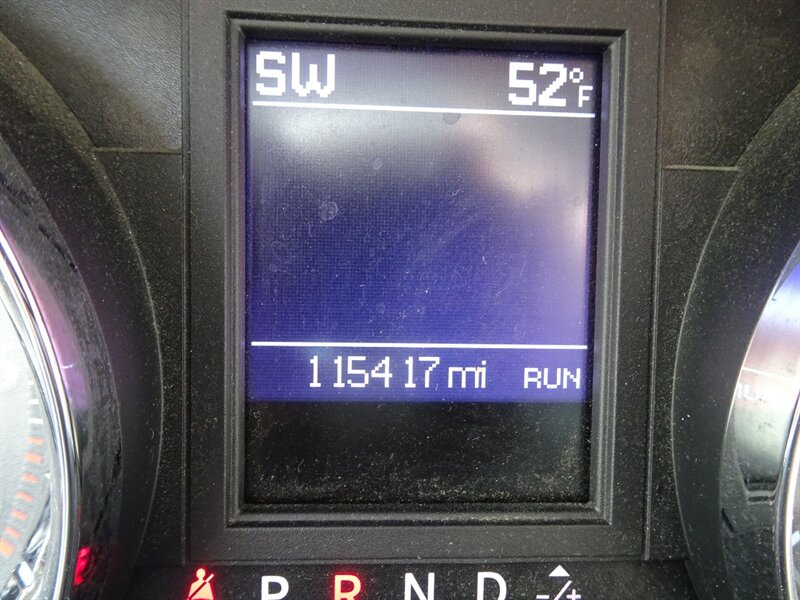 SW 52°F
115417 mi RUN
P R N D -/+